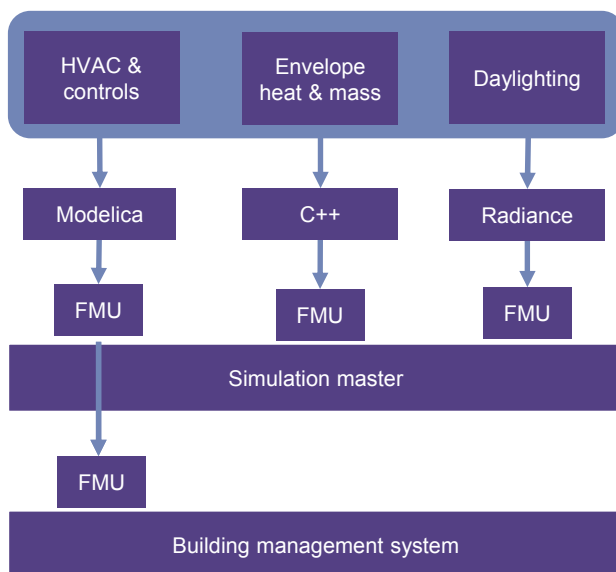 HVAC &
controls
Envelope
heat & mass
Daylighting
Modelica
C++
Radiance
FMU
FMU
FMU
Simulation master
FMU
Building management system